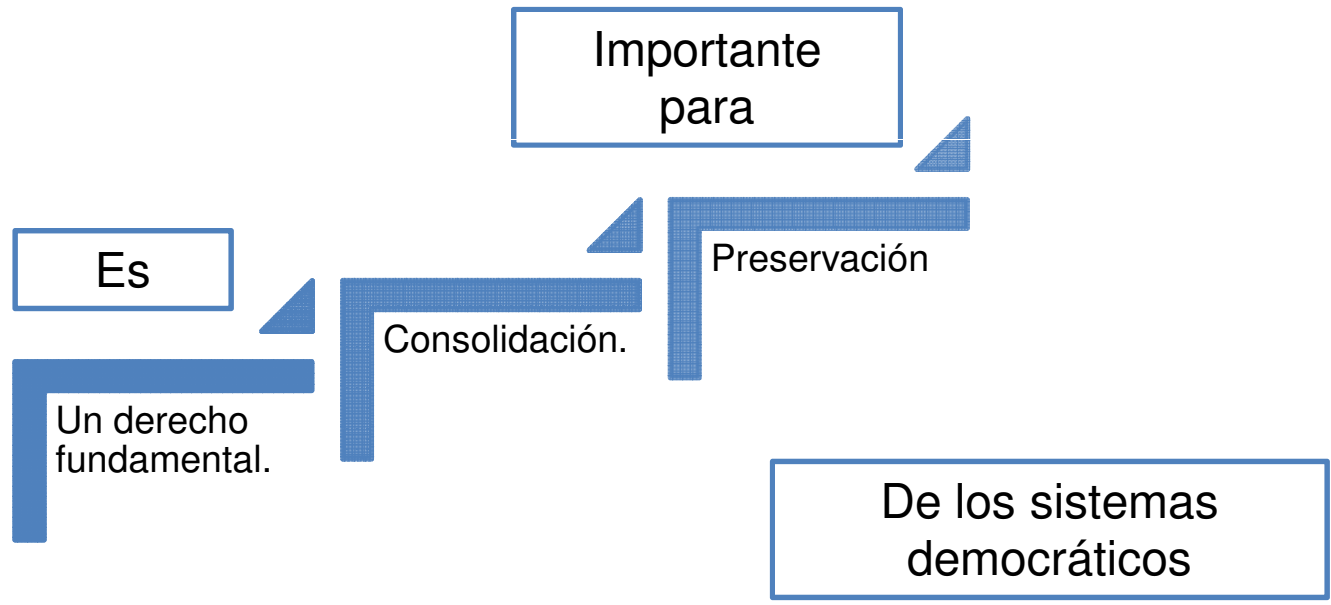 Es
Un derecho
fundamental.
Importante
para
Consolidación.
Preservación
De los sistemas
democráticos